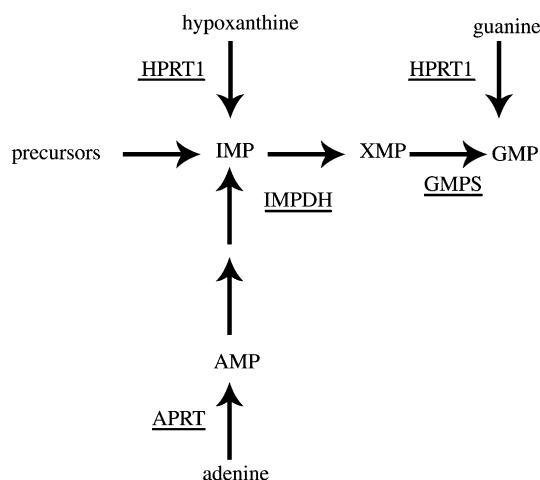 hypoxanthine
guanine
HPRT1
HPRT1
precursors
IMP
XMP
GMP
IMPDH
GMPS
AMP
APRT
adenine